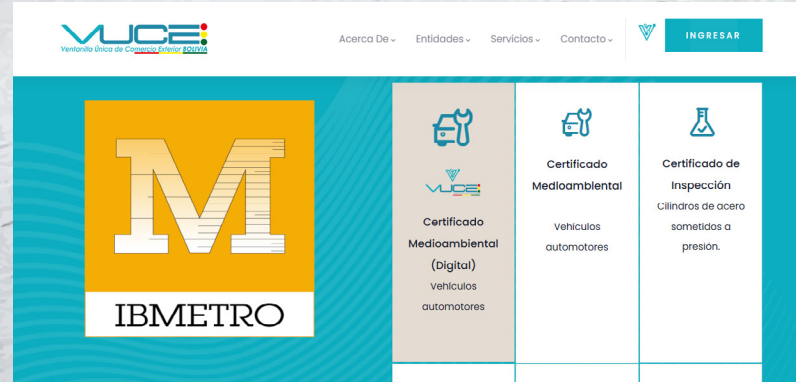 VUCE
Ventanilla Única de Comercio Exterior BOLIVIA
Acerca De
Entidades
Servicios
Contacto
INGRESAR
M
IBMETRO
VUCE
Certificado
Medioambiental
(Digital)
Vehículos
automotores
Certificado
Medioambiental
Vehículos
automotores
Certificado de
Inspección
Cilindros de acero
sometidos a
presión.